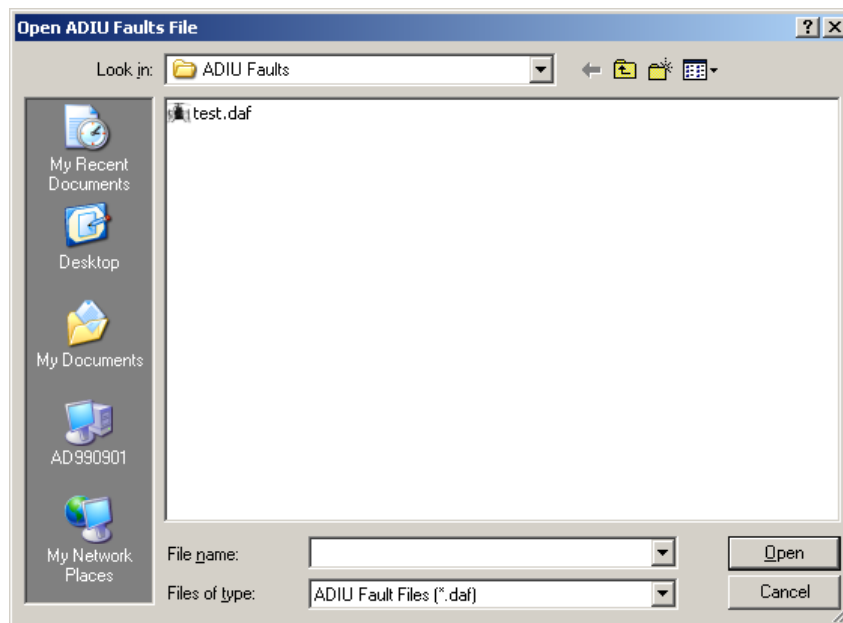 Open ADIU Faults File
Look in:
ADIU Faults
test.daf
My Recent
Documents
Desktop
My Documents
AD990901
My Network
Places
File name:
Open
Files of type:
ADIU Fault Files (*.daf)
Cancel